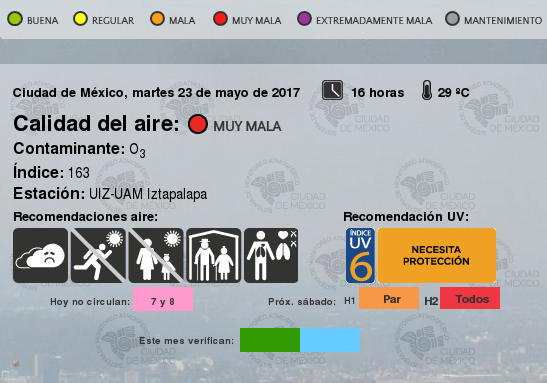 BUENA REGULAR MALA MUY MALA EXTREMADAMENTE MALA MANTENIMIENTO
Ciudad de México, martes 23 de mayo de 2017 16 horas 29 ºC
Calidad del aire: MUY MALA
Contaminante: O3
Índice: 163
Estación: UIZ-UAM Iztapalapa
Recomendaciones aire: Recomendación UV:
ÍNDICE
UV
6
NECESITA
PROTECCIÓN
Hoy no circulan: 7 y 8 Próx. sábado: H1 Par H2 Todos
Este mes verifican: